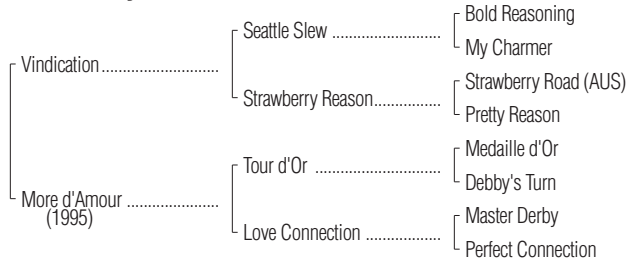 Bold Reasoning
Seattle Slew ..........................
My Charmer
Vindication............................
Strawberry Road (AUS)
Strawberry Reason................
Pretty Reason
Medaille d'Or
Tour d'Or ..............................
Debby's Turn
More d'Amour ......................
(1995)
Master Derby
Love Connection ..................
Perfect Connection